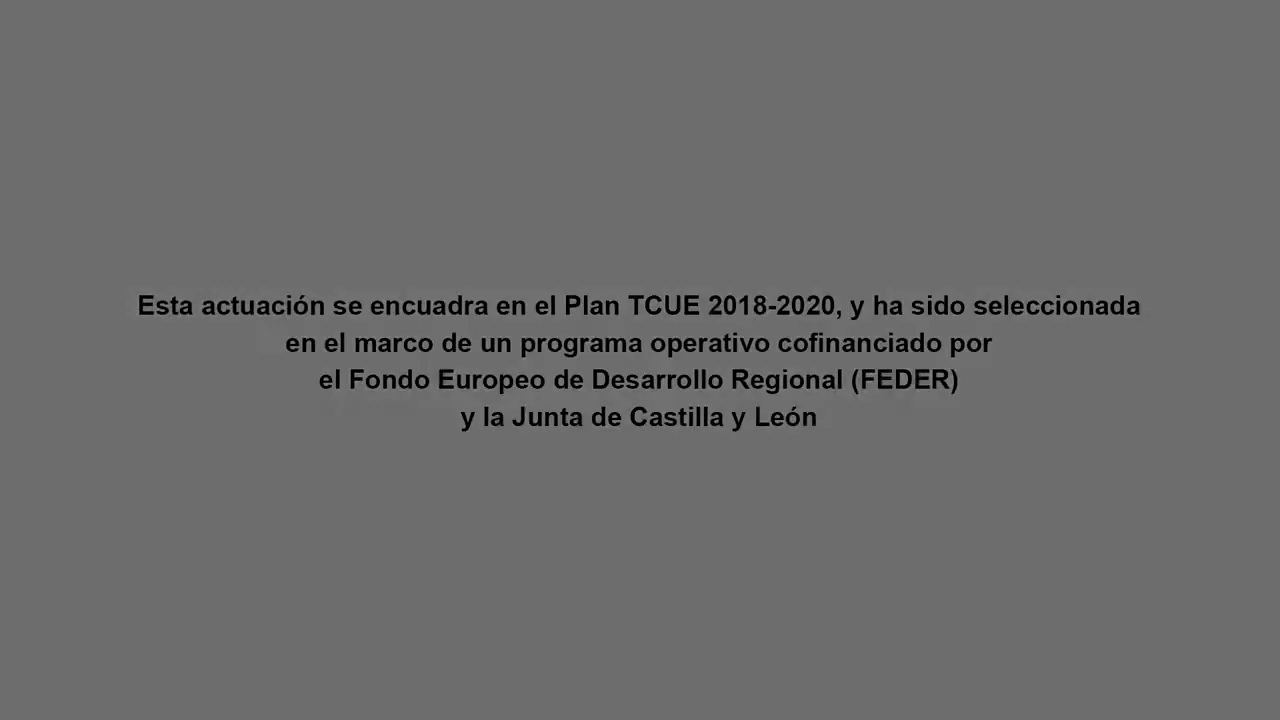 Esta actuación se encuadra en el Plan TCUE 2018-2020, y ha sido seleccionada
en el marco de un programa operativo cofinanciado por
el Fondo Europeo de Desarrollo Regional (FEDER)
y la Junta de Castilla y León